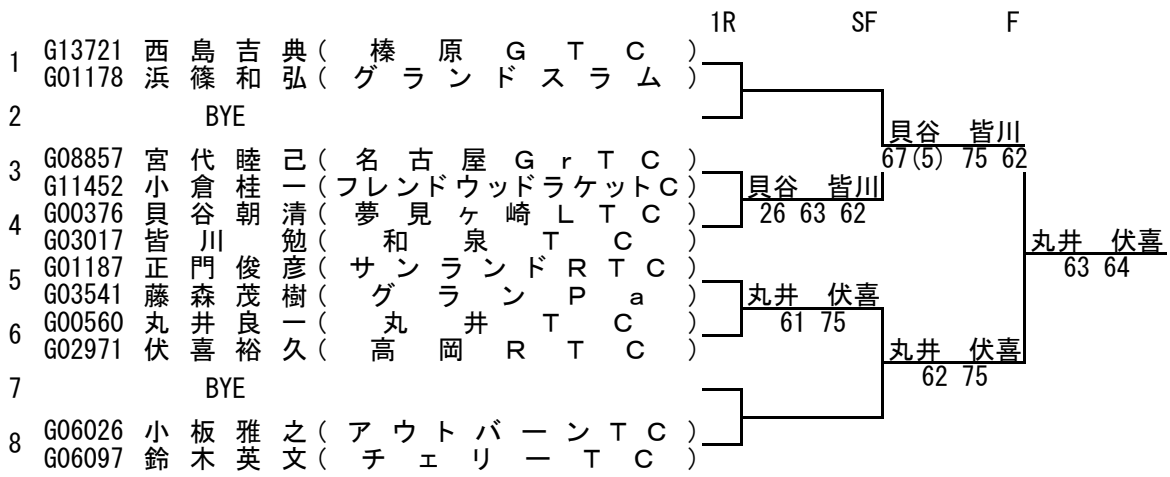 1R SF F
1 G13721 西島吉典(榛原GTC)
G01178 浜篠和弘(グランドスラム)
2 BYE
貝谷 皆川
67(5) 75 62
3 G08857 宮代睦己(名古屋GrTC)
G11452 小倉桂一(フレンドウッドラケットC)
貝谷 皆川
26 63 62
4 G00376 貝谷朝清(夢見ヶ崎LTC)
G03017 皆川勉(和泉TC)
丸井 伏喜
63 64
5 G01187 正門俊彦(サンランドRTC)
G03541 藤森茂樹(グランPa)
丸井 伏喜
61 75
6 G00560 丸井良一(丸井TC)
G02971 伏喜裕久(高岡RTC)
丸井 伏喜
62 75
7 BYE
8 G06026 小板雅之(アウトバーンTC)
G06097 鈴木英文(チェリーTC)